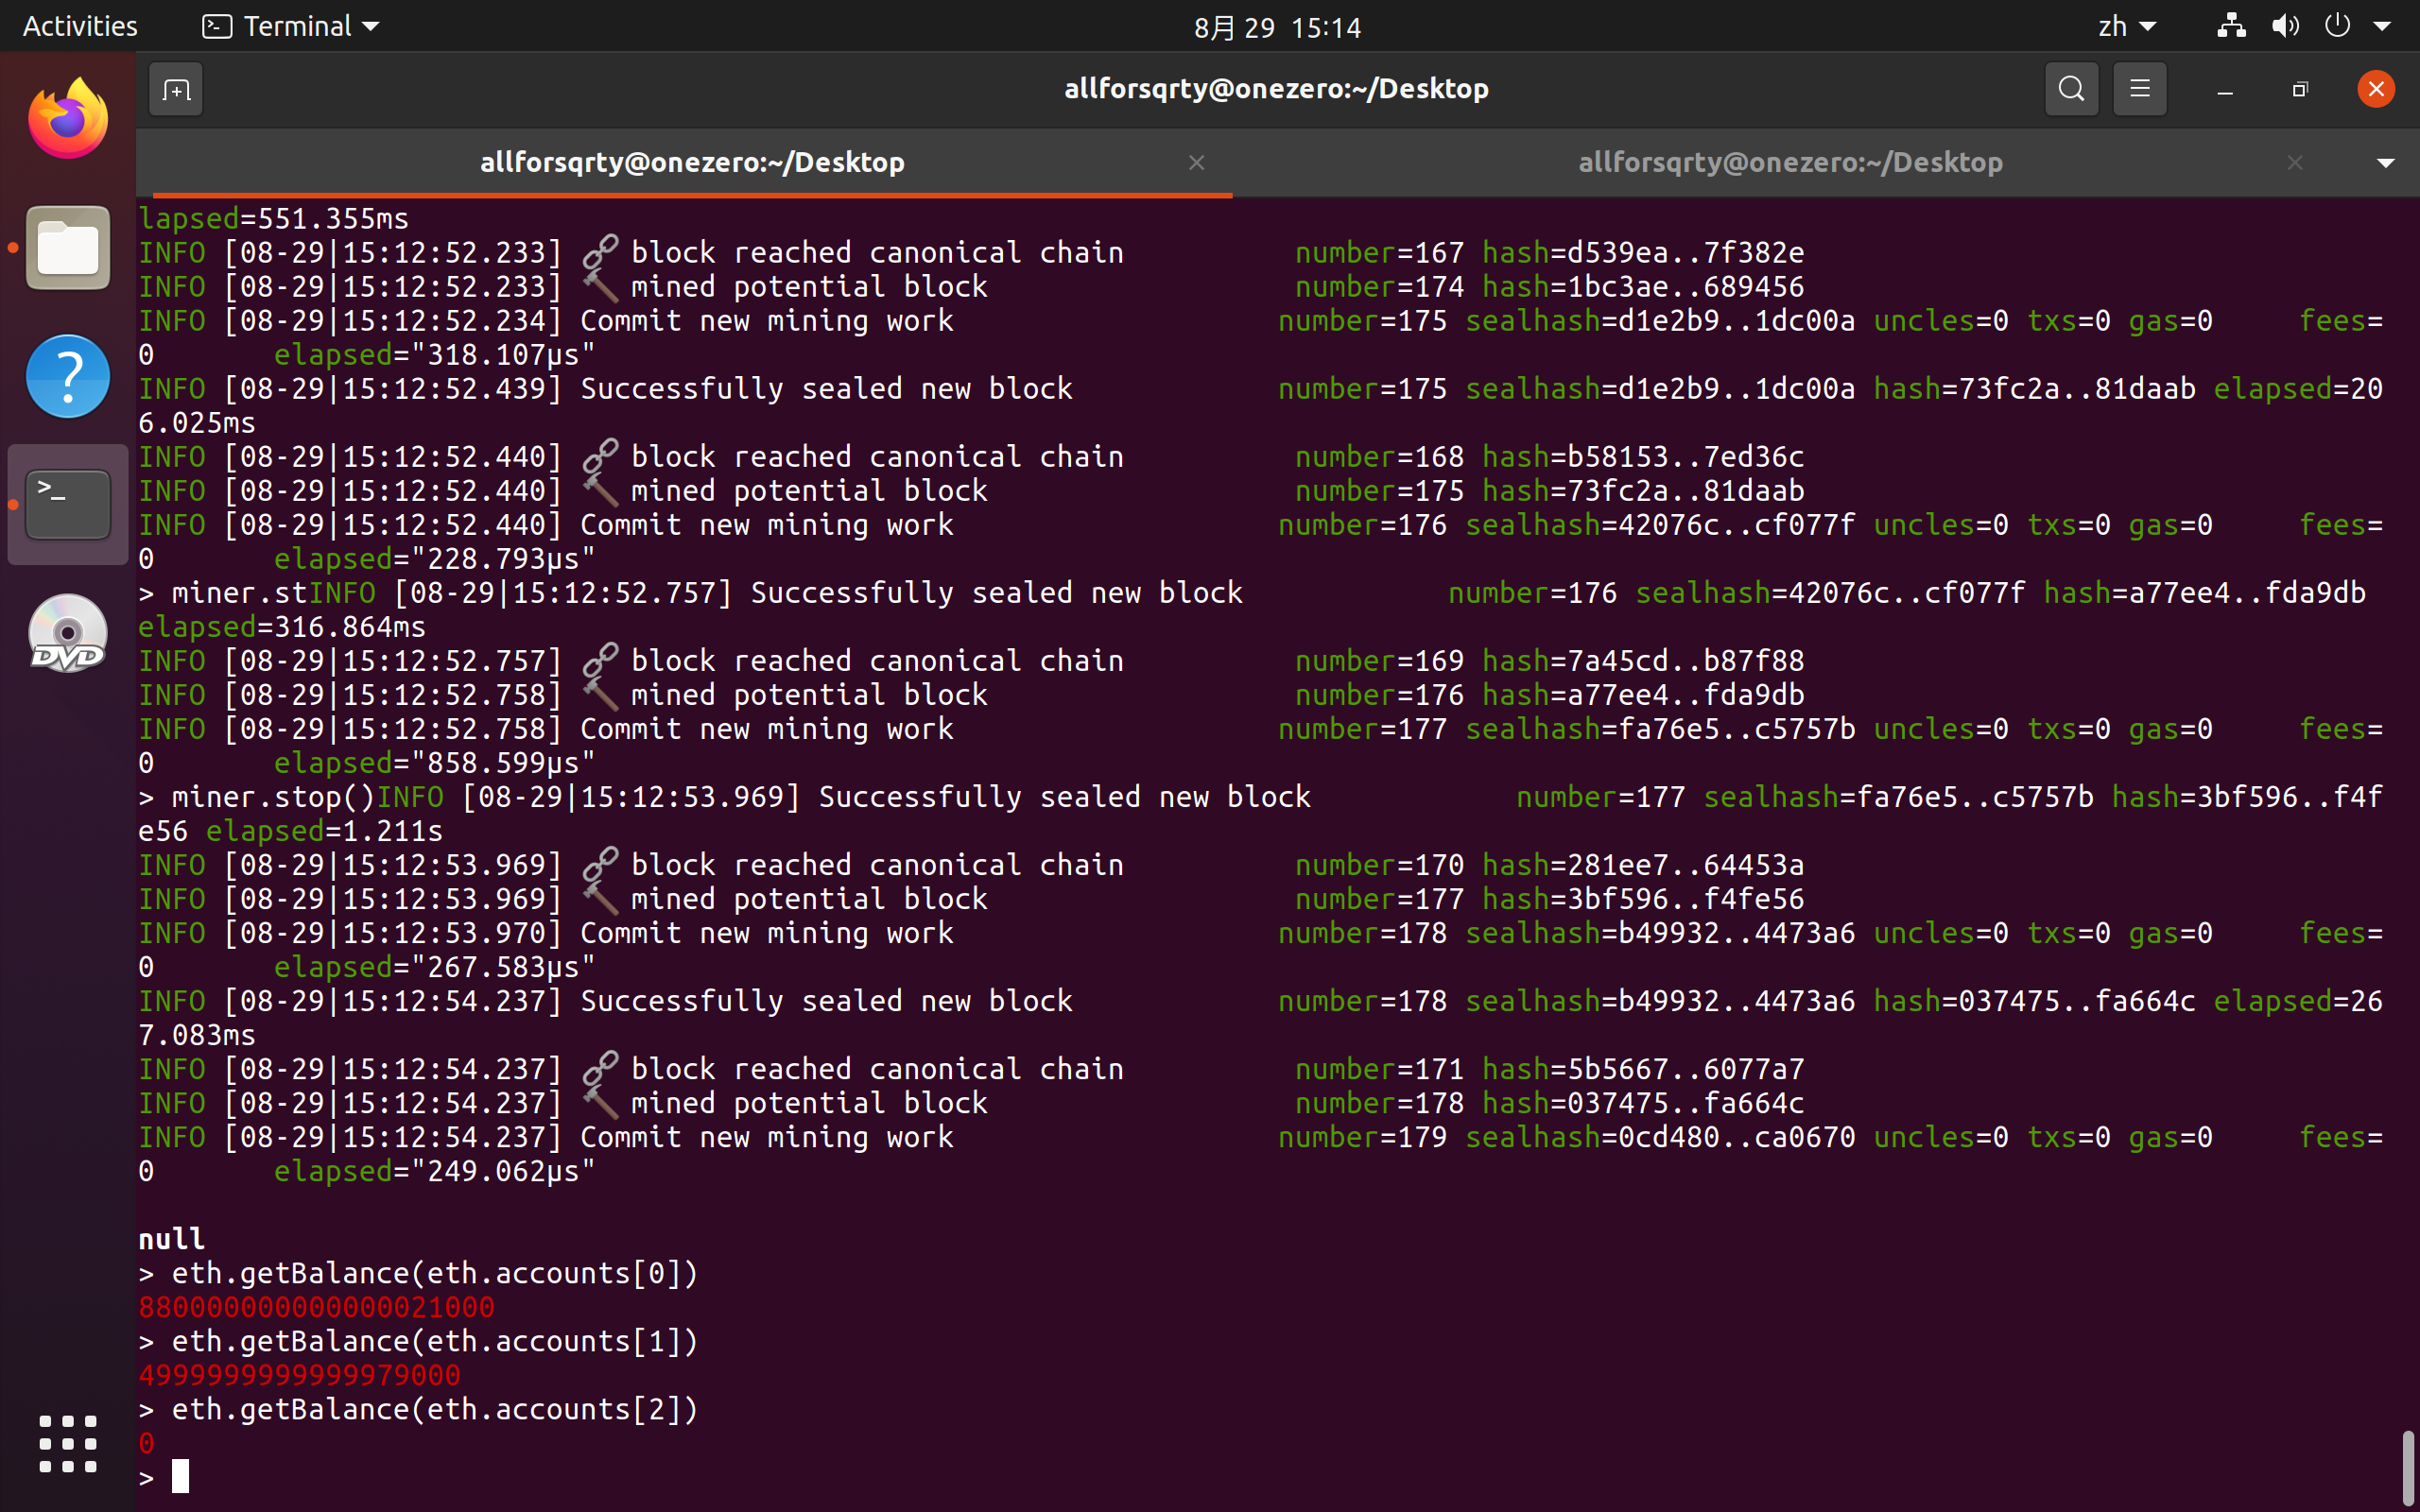 Activities Terminal 8月 29 15:14 zh
allforsqrty@onezero:~/Desktop
allforsqrty@onezero:~/Desktop allforsqrty@onezero:~/Desktop
lapsed=551.355ms
INFO [08-29|15:12:52.233] 🔗 block reached canonical chain number=167 hash=d539ea..7f382e
INFO [08-29|15:12:52.233] 🔨 mined potential block number=174 hash=1bc3ae..689456
INFO [08-29|15:12:52.234] Commit new mining work number=175 sealhash=d1e2b9..1dc00a uncles=0 txs=0 gas=0 fees=
0 elapsed="318.107µs"
INFO [08-29|15:12:52.439] Successfully sealed new block number=175 sealhash=d1e2b9..1dc00a hash=73fc2a..81daab elapsed=20
6.025ms
INFO [08-29|15:12:52.440] 🔗 block reached canonical chain number=168 hash=b58153..7ed36c
INFO [08-29|15:12:52.440] 🔨 mined potential block number=175 hash=73fc2a..81daab
INFO [08-29|15:12:52.440] Commit new mining work number=176 sealhash=42076c..cf077f uncles=0 txs=0 gas=0 fees=
0 elapsed="228.793µs"
> miner.stINFO [08-29|15:12:52.757] Successfully sealed new block number=176 sealhash=42076c..cf077f hash=a77ee4..fda9db
elapsed=316.864ms
INFO [08-29|15:12:52.757] 🔗 block reached canonical chain number=169 hash=7a45cd..b87f88
INFO [08-29|15:12:52.758] 🔨 mined potential block number=176 hash=a77ee4..fda9db
INFO [08-29|15:12:52.758] Commit new mining work number=177 sealhash=fa76e5..c5757b uncles=0 txs=0 gas=0 fees=
0 elapsed="858.599µs"
> miner.stop()INFO [08-29|15:12:53.969] Successfully sealed new block number=177 sealhash=fa76e5..c5757b hash=3bf596..f4f
e56 elapsed=1.211s
INFO [08-29|15:12:53.969] 🔗 block reached canonical chain number=170 hash=281ee7..64453a
INFO [08-29|15:12:53.969] 🔨 mined potential block number=177 hash=3bf596..f4fe56
INFO [08-29|15:12:53.970] Commit new mining work number=178 sealhash=b49932..4473a6 uncles=0 txs=0 gas=0 fees=
0 elapsed="267.583µs"
INFO [08-29|15:12:54.237] Successfully sealed new block number=178 sealhash=b49932..4473a6 hash=037475..fa664c elapsed=26
7.083ms
INFO [08-29|15:12:54.237] 🔗 block reached canonical chain number=171 hash=5b5667..6077a7
INFO [08-29|15:12:54.237] 🔨 mined potential block number=178 hash=037475..fa664c
INFO [08-29|15:12:54.237] Commit new mining work number=179 sealhash=0cd480..ca0670 uncles=0 txs=0 gas=0 fees=
0 elapsed="249.062µs"
null
> eth.getBalance(eth.accounts[0])
880000000000000021000
> eth.getBalance(eth.accounts[1])
4999999999999979000
> eth.getBalance(eth.accounts[2])
0
>
DVD